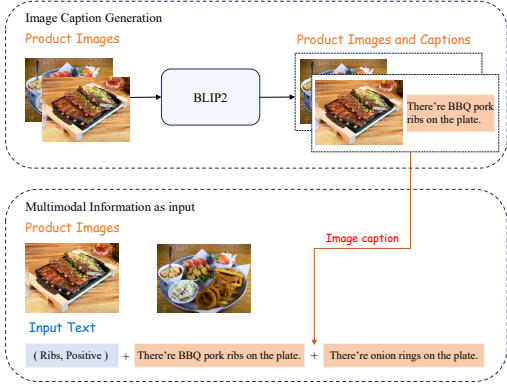 Image Caption Generation
Product Images
Product Images and Captions
BLIP2
There're BBQ pork
ribs on the plate.
Multimodal Information as input
Product Images
Image caption
Input Text
( Ribs, Positive ) + There're BBQ pork ribs on the plate. + There're onion rings on the plate.